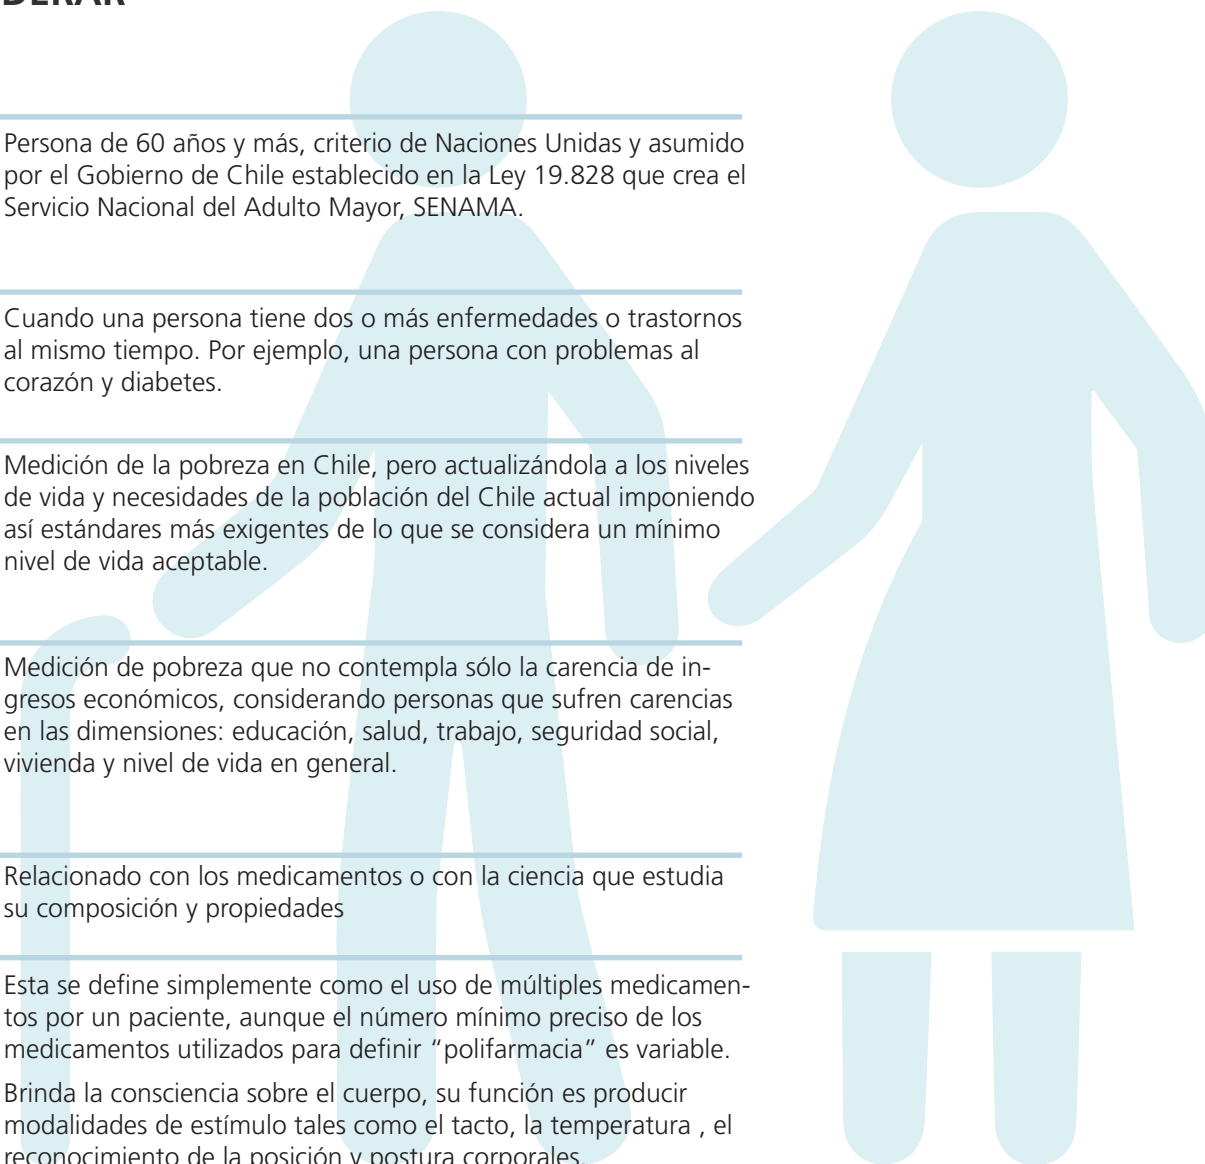 DERAR
Persona de 60 años y más, criterio de Naciones Unidas y asumido
por el Gobierno de Chile establecido en la Ley 19.828 que crea el
Servicio Nacional del Adulto Mayor, SENAMA.
Cuando una persona tiene dos o más enfermedades o trastornos
al mismo tiempo. Por ejemplo, una persona con problemas al
corazón y diabetes.
Medición de la pobreza en Chile, pero actualizándola a los niveles
de vida y necesidades de la población del Chile actual imponiendo
así estándares más exigentes de lo que se considera un mínimo
nivel de vida aceptable.
Medición de pobreza que no contempla sólo la carencia de in-
gresos económicos, considerando personas que sufren carencias
en las dimensiones: educación, salud, trabajo, seguridad social,
vivienda y nivel de vida en general.
Relacionado con los medicamentos o con la ciencia que estudia
su composición y propiedades
Esta se define simplemente como el uso de múltiples medicamen-
tos por un paciente, aunque el número mínimo preciso de los
medicamentos utilizados para definir “polifarmacia” es variable.
Brinda la consciencia sobre el cuerpo, su función es producir
modalidades de estímulo tales como el tacto, la temperatura , el
reconocimiento de la posición y postura corporales.